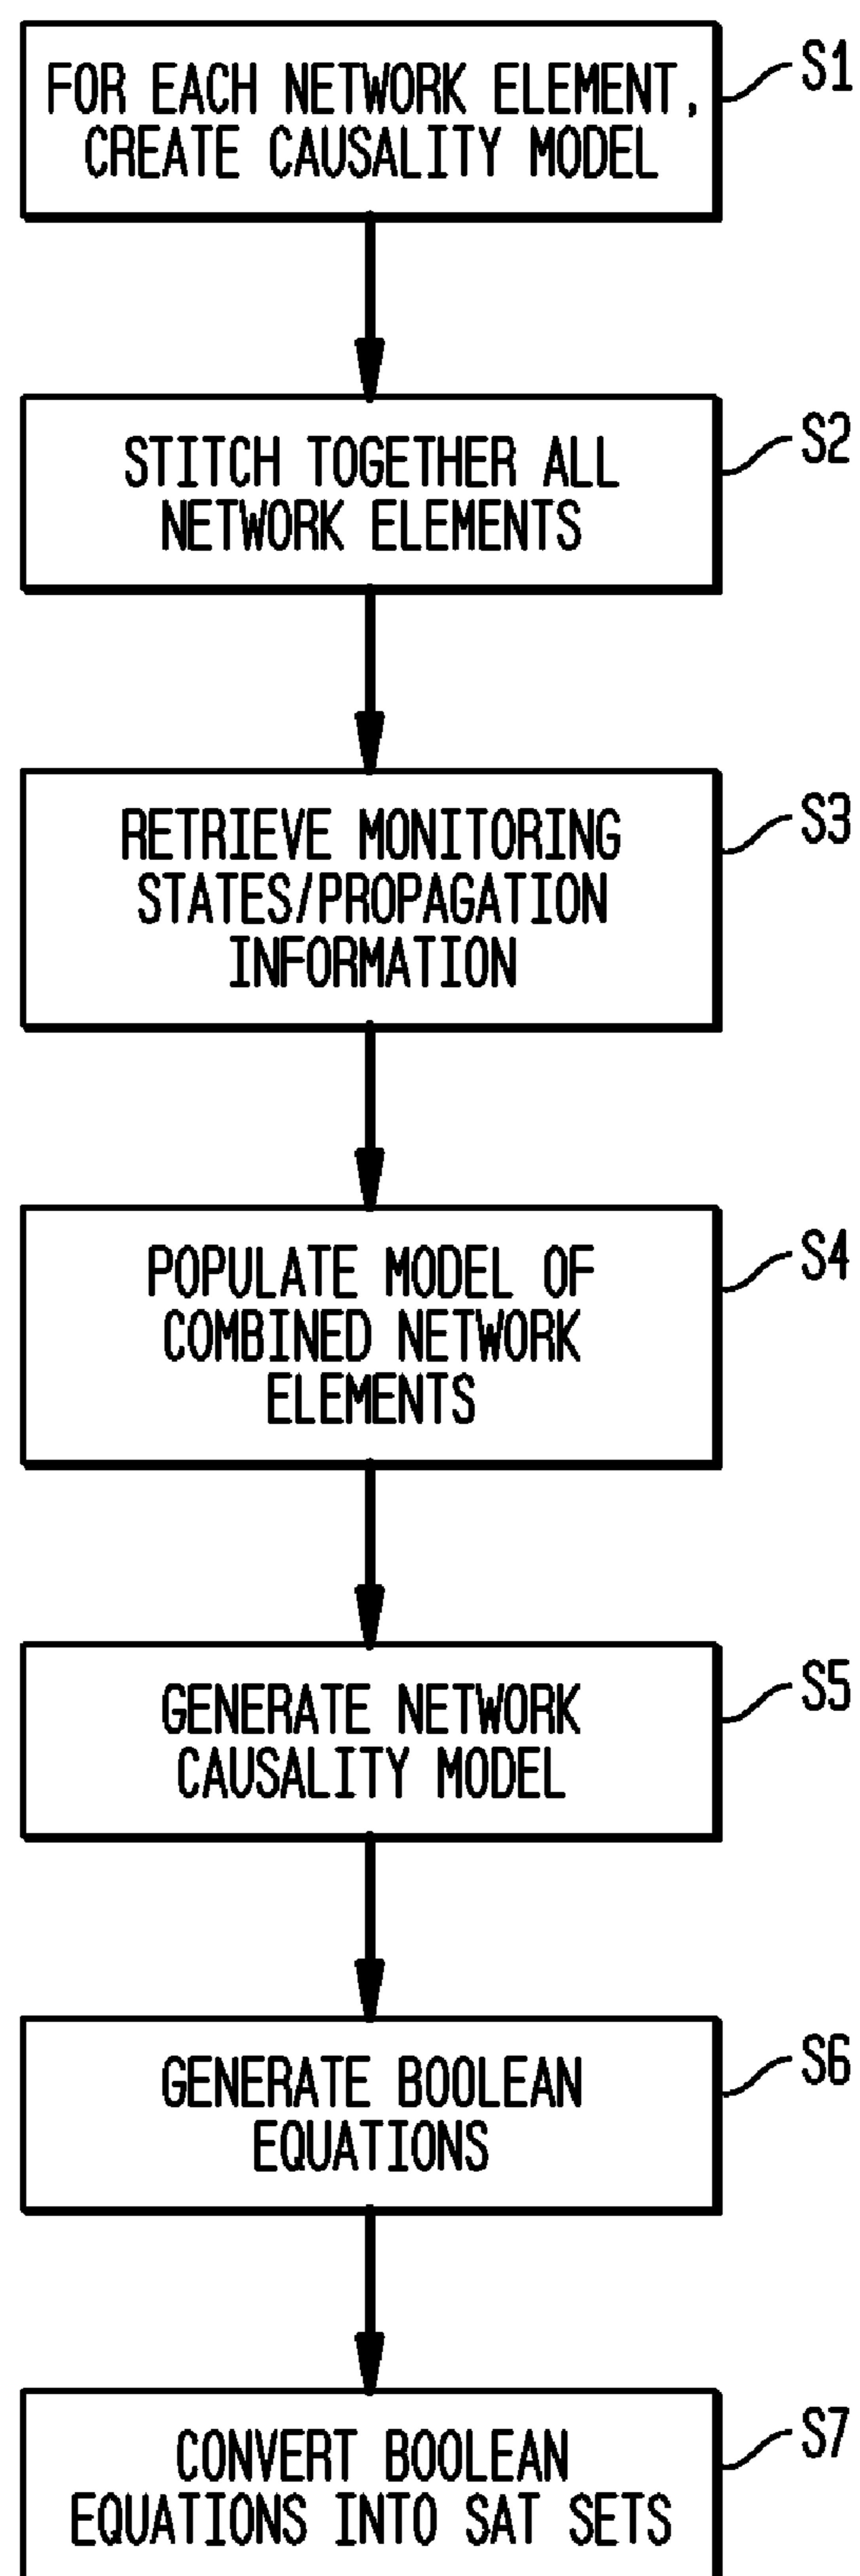 FOR EACH NETWORK ELEMENT,
CREATE CAUSALITY MODEL
S1
STITCH TOGETHER ALL
NETWORK ELEMENTS
S2
RETRIEVE MONITORING
STATES/PROPAGATION
INFORMATION
S3
POPULATE MODEL OF
COMBINED NETWORK
ELEMENTS
S4
GENERATE NETWORK
CAUSALITY MODEL
S5
GENERATE BOOLEAN
EQUATIONS
S6
CONVERT BOOLEAN
EQUATIONS INTO SAT SETS
S7